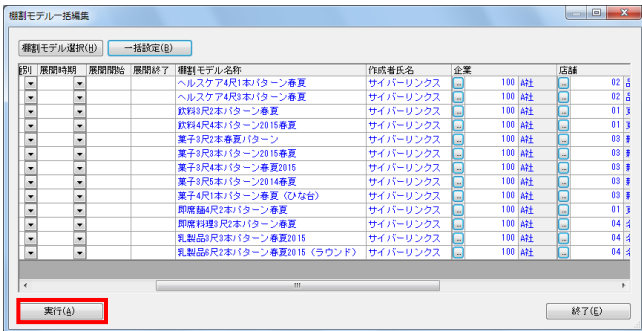 棚割モデル一括編集
棚割モデル選択(H) 一括設定(B)
展開時期 展開開始 展開終了 棚割モデル名称 作成者氏名 企業 店舗
ヘルスケア4尺1本パターン春夏 サイバーリンクス 100 A社 02
ヘルスケア4尺3本パターン春夏 サイバーリンクス 100 A社 02
飲料3尺2本パターン春夏 サイバーリンクス 100 A社 01
飲料4尺4本パターン2015春夏 サイバーリンクス 100 A社 01
菓子3尺2本春夏パターン サイバーリンクス 100 A社 03
菓子3尺3本パターン2015春夏 サイバーリンクス 100 A社 03
菓子3尺4本パターン春夏2015 サイバーリンクス 100 A社 03
菓子3尺5本パターン2014春夏 サイバーリンクス 100 A社 03
菓子4尺1本パターン春夏（ひな台） サイバーリンクス 100 A社 03
即席麺4尺2本パターン春夏 サイバーリンクス 100 A社 01
即席料理3尺2本パターン春夏 サイバーリンクス 100 A社 04
乳製品3尺3本パターン春夏2015 サイバーリンクス 100 A社 04
乳製品6尺2本パターン春夏2015（ラウンド） サイバーリンクス 100 A社 04
実行(A) 終了(E)